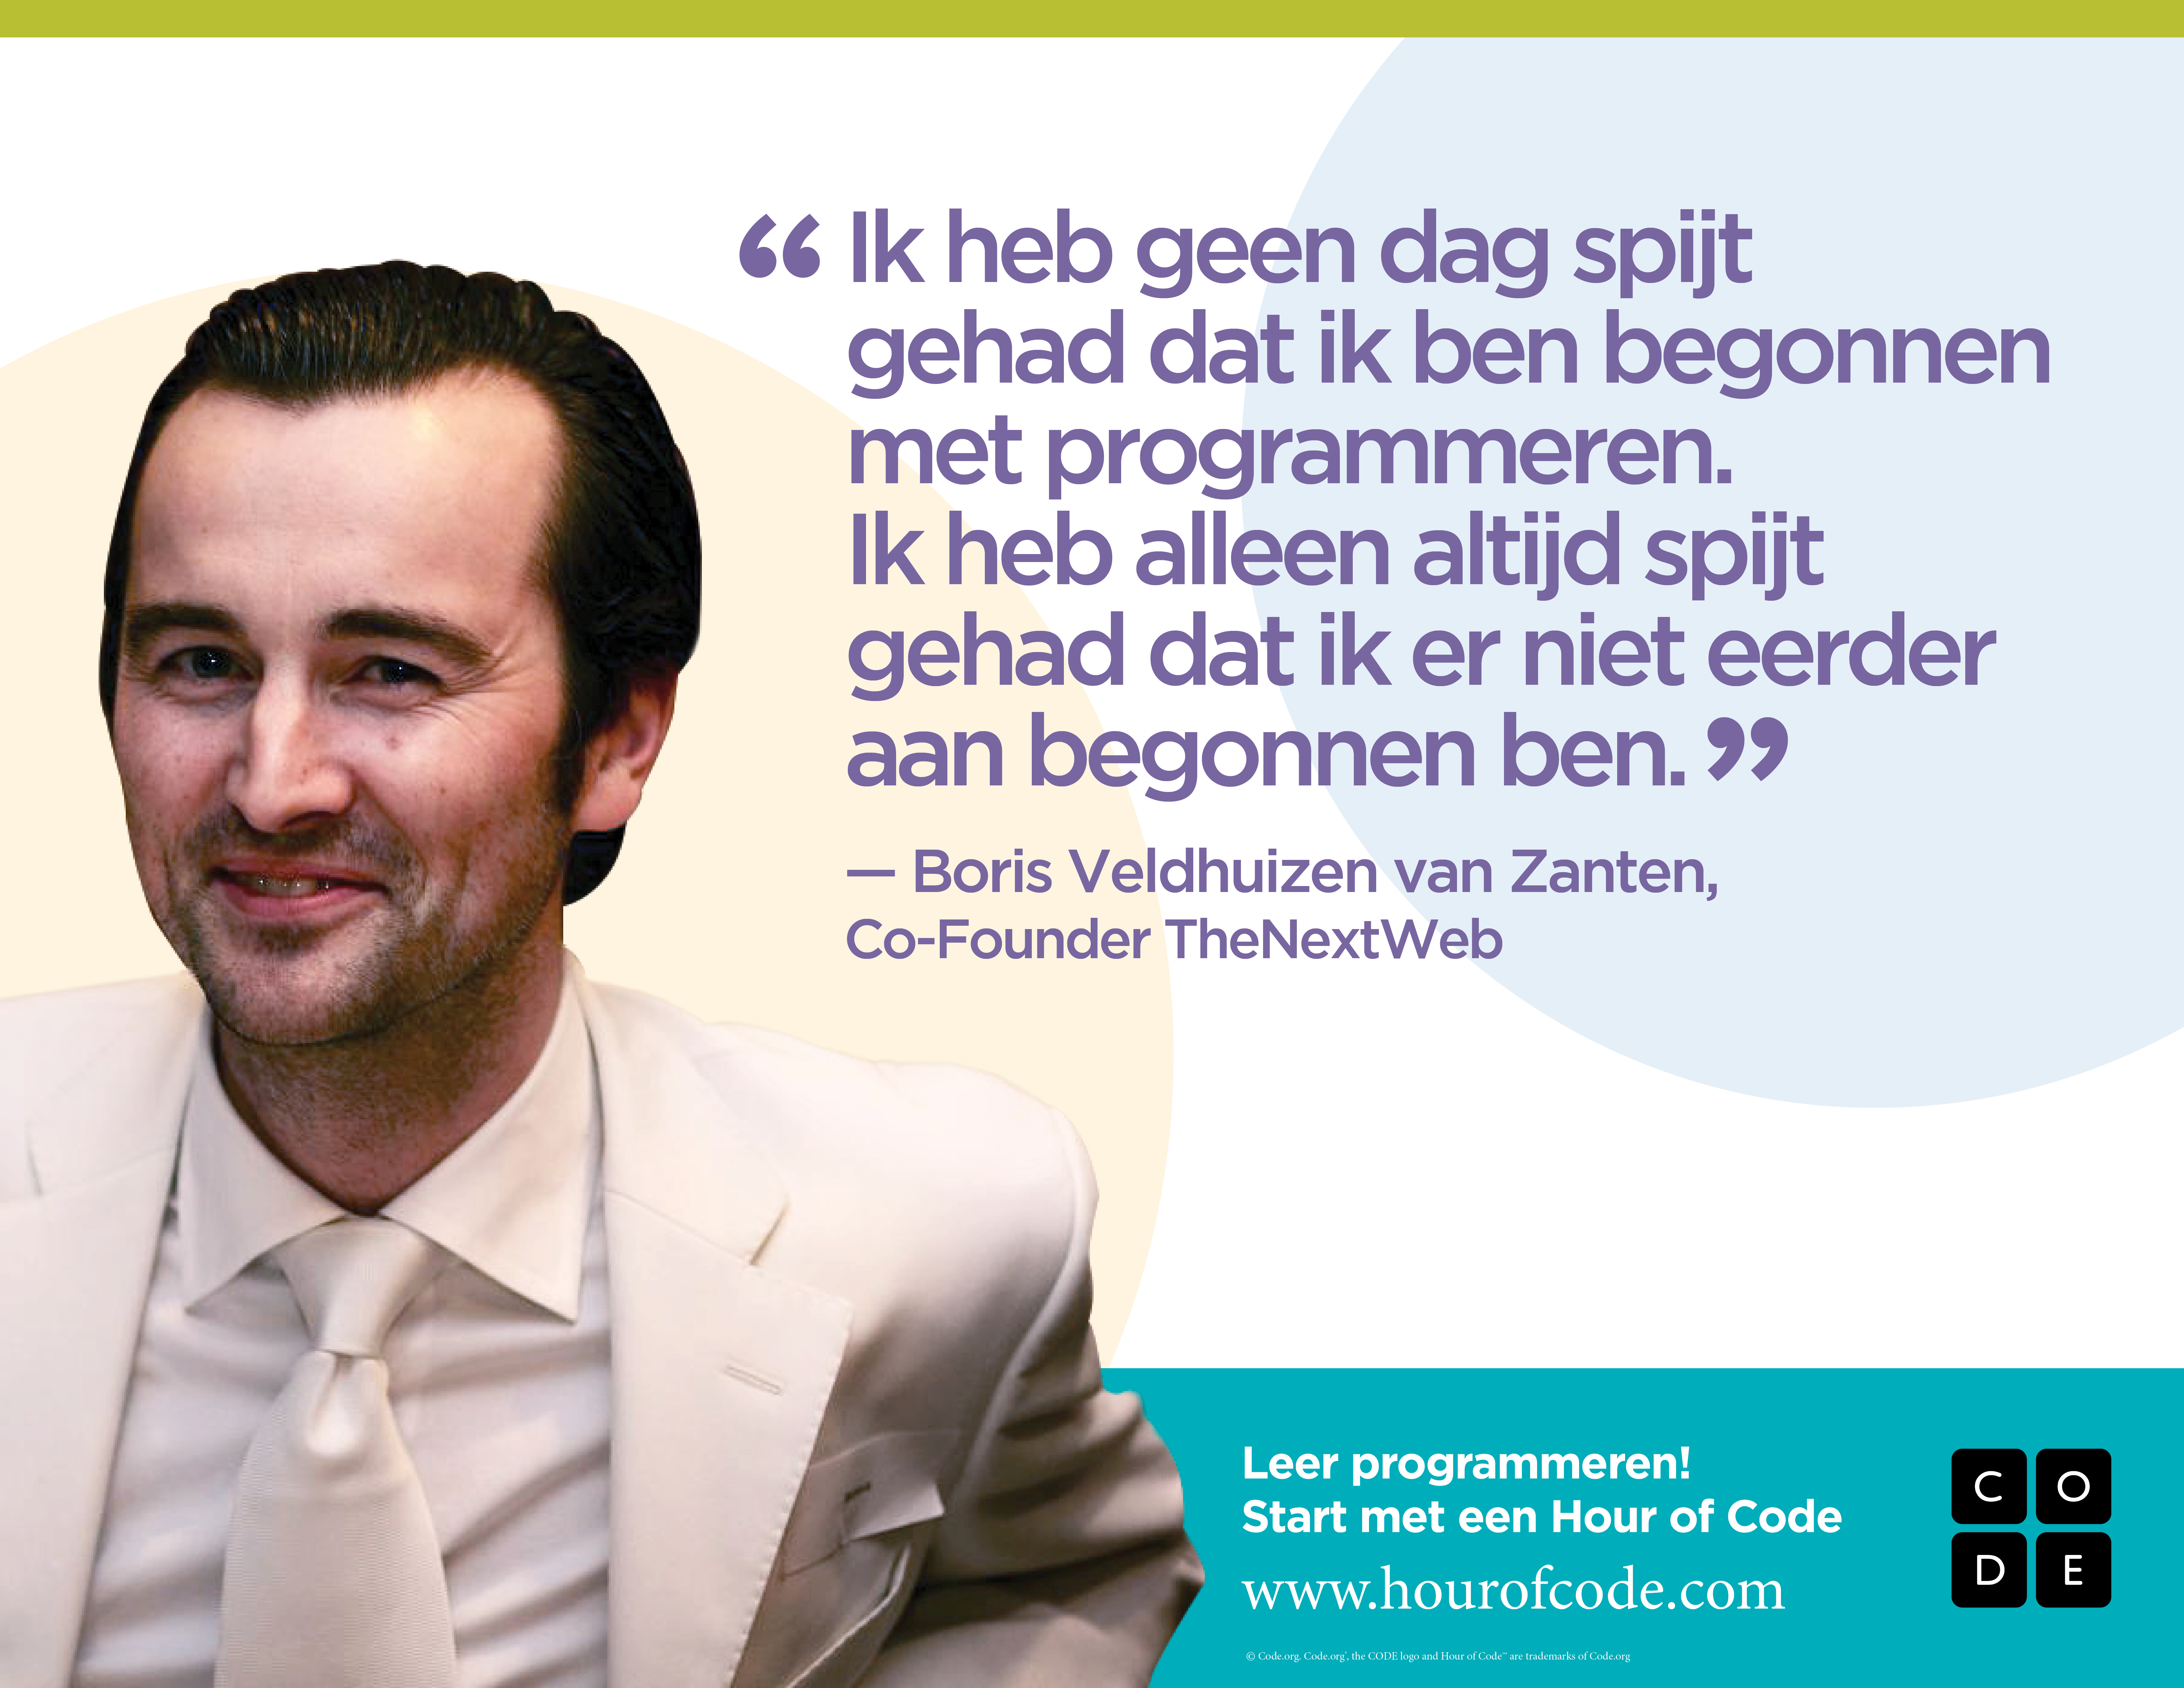 “Ik heb geen dag spijt
gehad dat ik ben begonnen
met programmeren.
Ik heb alleen altijd spijt
gehad dat ik er niet eerder
aan begonnen ben.”
— Boris Veldhuizen van Zanten,
Co-Founder TheNextWeb
Leer programmeren!
Start met een Hour of Code
www.hourofcode.com
© Code.org. Code.org®, the CODE logo and Hour of Code™ are trademarks of Code.org
C O
D E